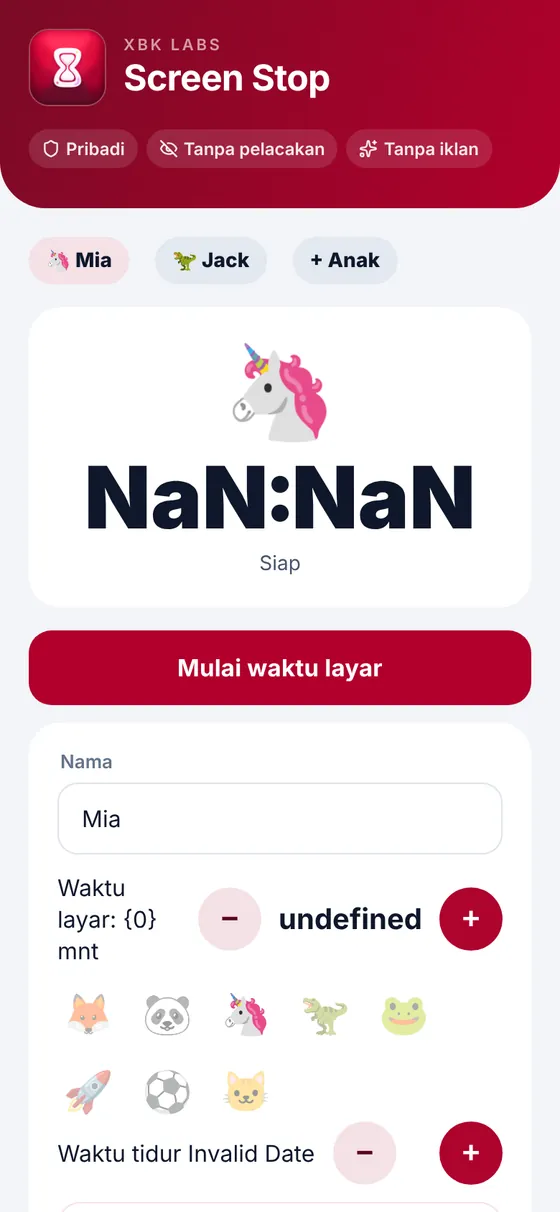 XBK LABS
Screen Stop
Pribadi
Tanpa pelacakan
Tanpa iklan
Mia
Jack
+ Anak
NaN:NaN
Siap
Mulai waktu layar
Nama
Mia
Waktu
layar: {0}
mnt
− undefined +
Waktu tidur Invalid Date − +